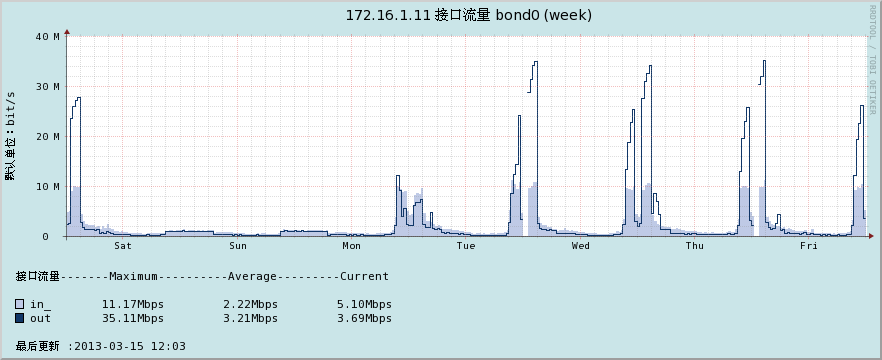 172.16.1.11 接口流量 bond0 (week)
RRDTOOL / TOBI OETIKER
默认单位：bit/s
40 M
30 M
20 M
10 M
0
Sat Sun Mon Tue Wed Thu Fri
接口流量-------Maximum----------Average---------Current
in_ 11.17Mbps 2.22Mbps 5.10Mbps
out 35.11Mbps 3.21Mbps 3.69Mbps
最后更新 :2013-03-15 12:03